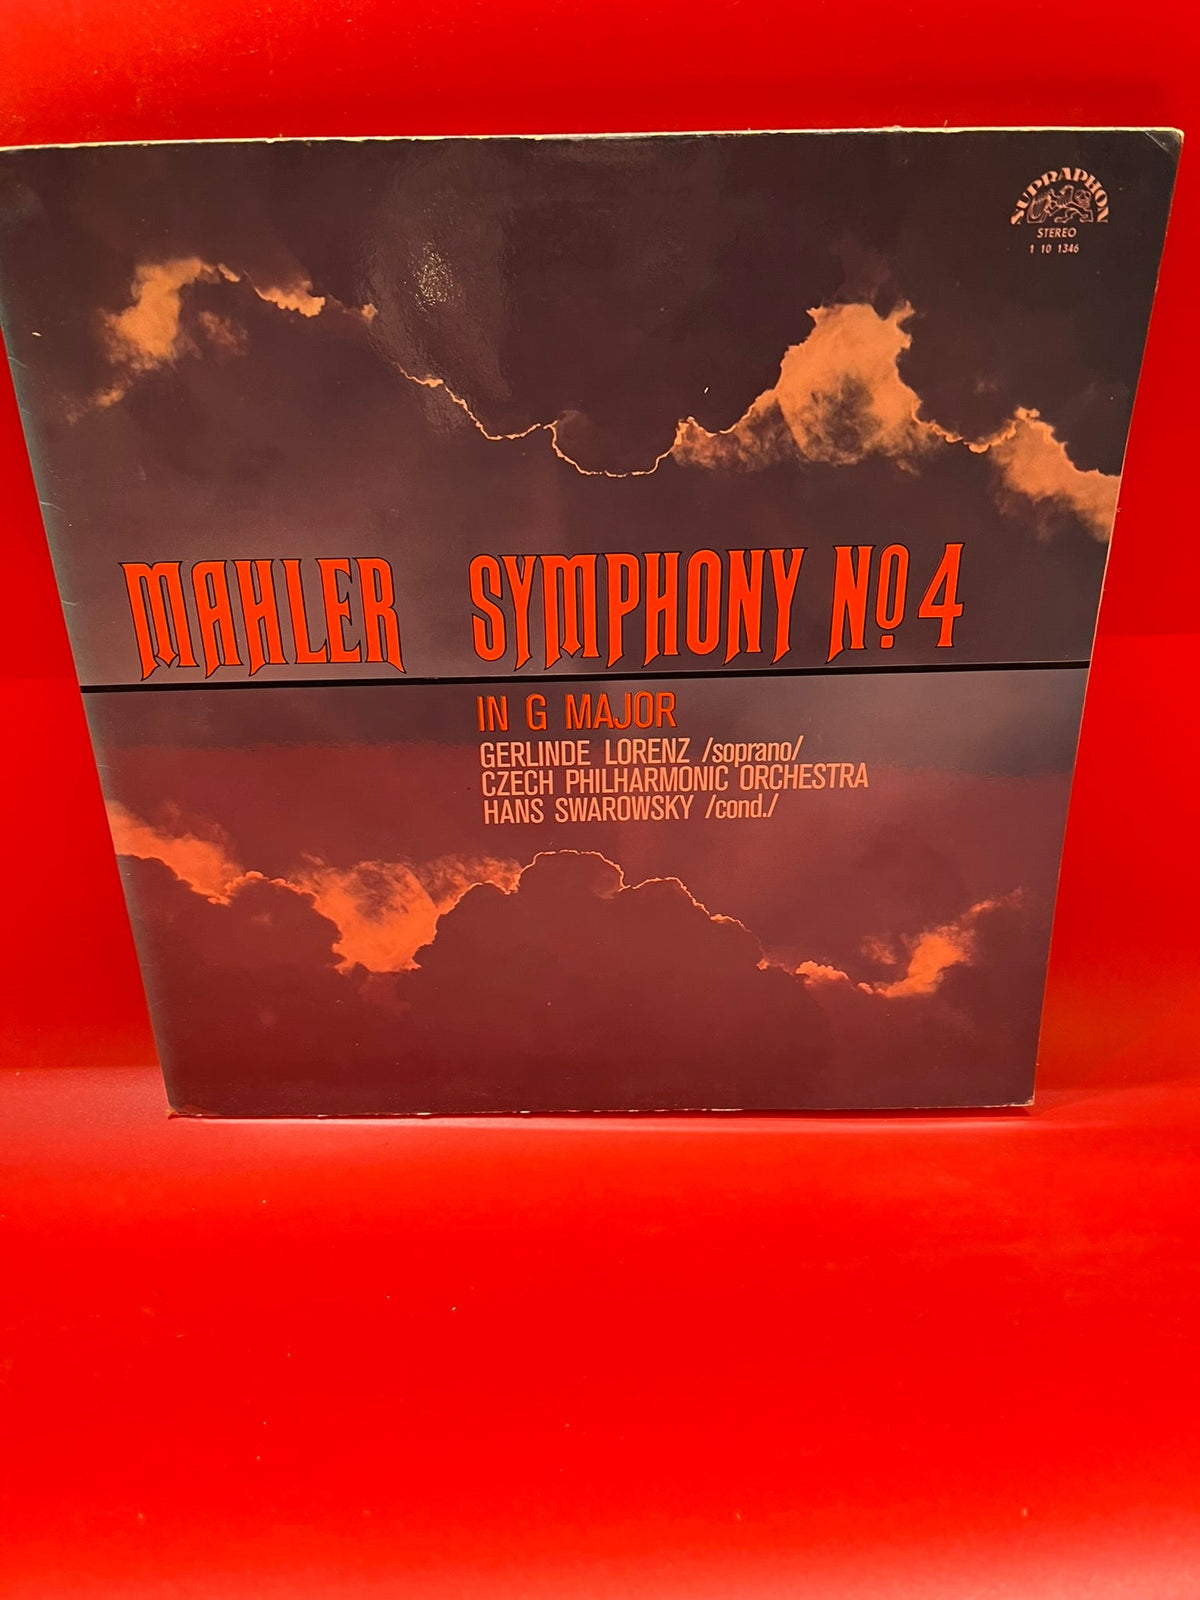 SUPRAPHON
STEREO
1 10 1346
MAHLER SYMPHONY Nº 4
IN G MAJOR
GERLINDE LORENZ /soprano/
CZECH PHILHARMONIC ORCHESTRA
HANS SWAROWSKY /cond./